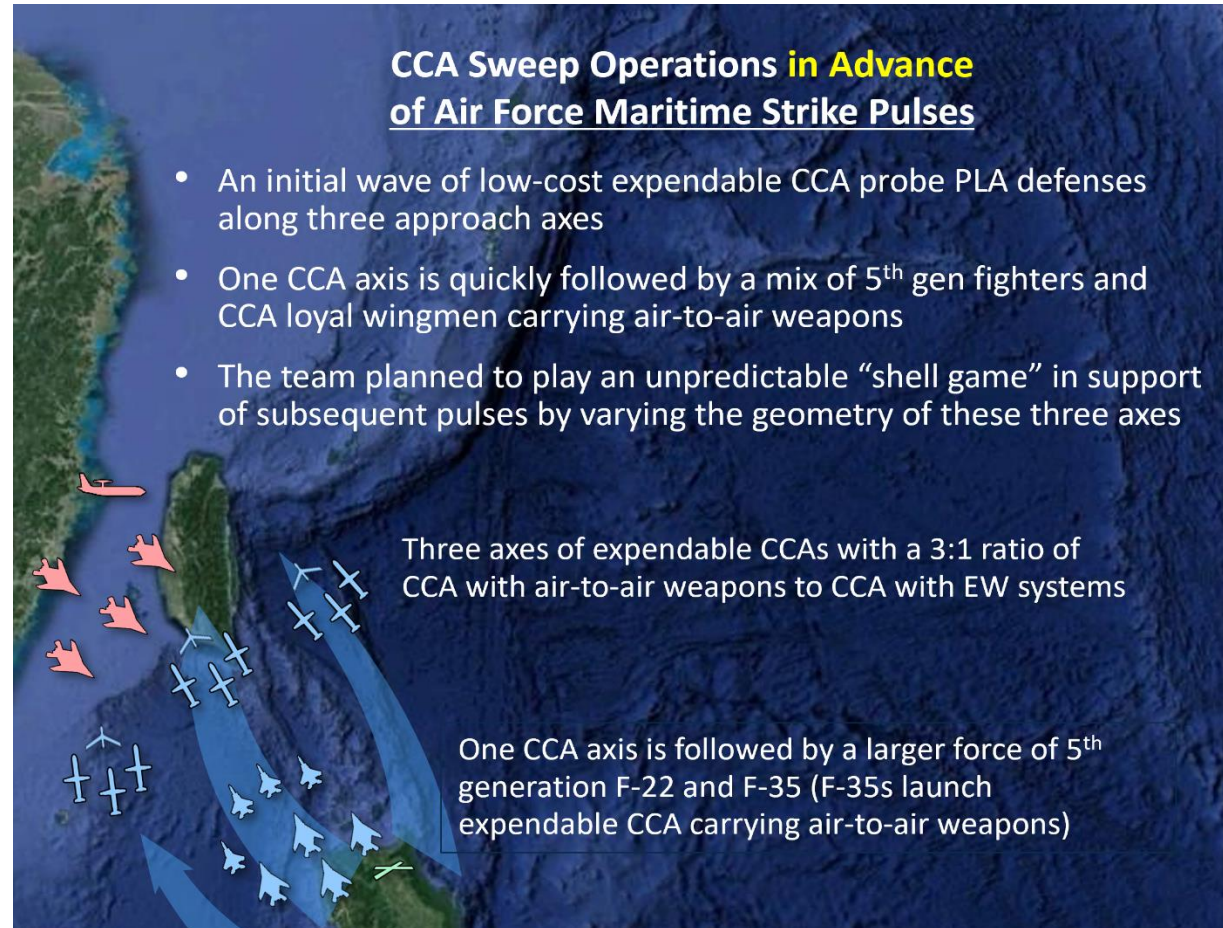 CCA Sweep Operations in Advance
of Air Force Maritime Strike Pulses
• An initial wave of low-cost expendable CCA probe PLA defenses
along three approach axes
• One CCA axis is quickly followed by a mix of 5th gen fighters and
CCA loyal wingmen carrying air-to-air weapons
• The team planned to play an unpredictable “shell game” in support
of subsequent pulses by varying the geometry of these three axes
Three axes of expendable CCAs with a 3:1 ratio of
CCA with air-to-air weapons to CCA with EW systems
One CCA axis is followed by a larger force of 5th
generation F-22 and F-35 (F-35s launch
expendable CCA carrying air-to-air weapons)